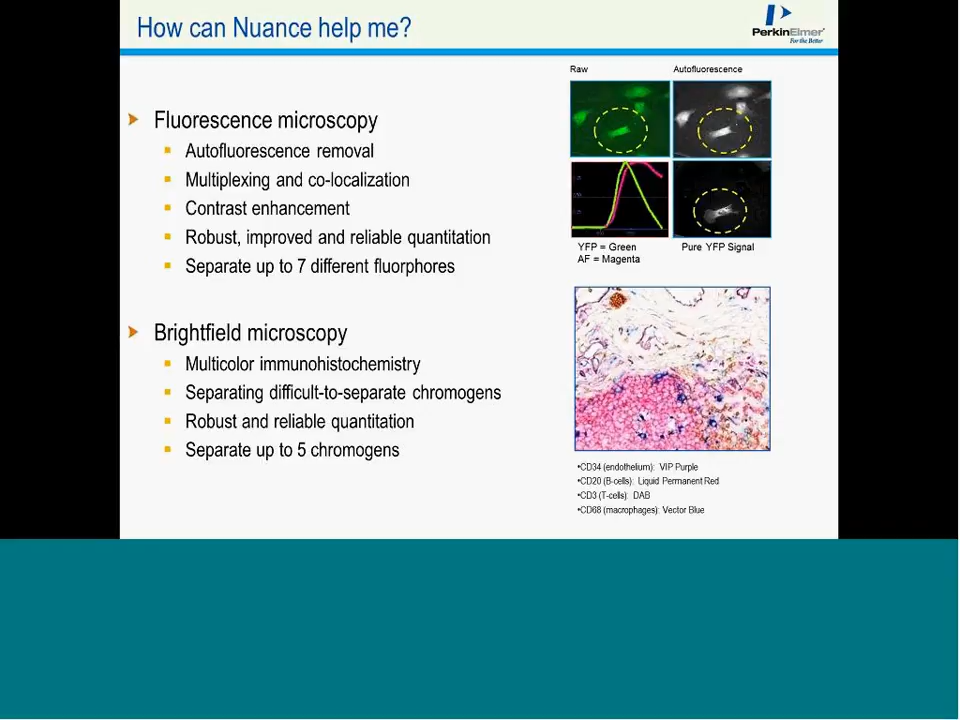 How can Nuance help me?
PerkinElmer
For the Better
Fluorescence microscopy
Autofluorescence removal
Multiplexing and co-localization
Contrast enhancement
Robust, improved and reliable quantitation
Separate up to 7 different fluorphores
Brightfield microscopy
Multicolor immunohistochemistry
Separating difficult-to-separate chromogens
Robust and reliable quantitation
Separate up to 5 chromogens
Raw
Autofluorescence
YFP = Green
AF = Magenta
Pure YFP Signal
•CD34 (endothelium): VIP Purple
•CD20 (B-cells): Liquid Permanent Red
•CD3 (T-cells): DAB
•CD68 (macrophages): Vector Blue